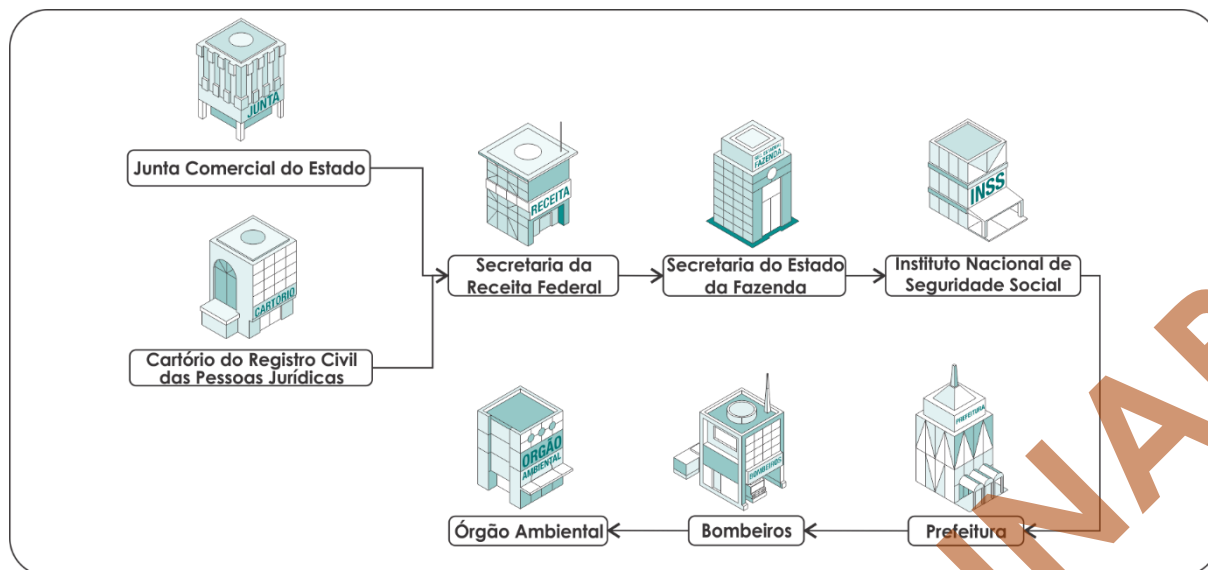 JUNTA
Junta Comercial do Estado
CARTÓRIO
Cartório do Registro Civil
das Pessoas Jurídicas
RECEITA
Secretaria da
Receita Federal
FAZENDA
Secretaria do Estado
da Fazenda
INSS
Instituto Nacional de
Seguridade Social
PREFEITURA
Prefeitura
BOMBEIROS
Bombeiros
ORGÃO
AMBIENTAL
Órgão Ambiental